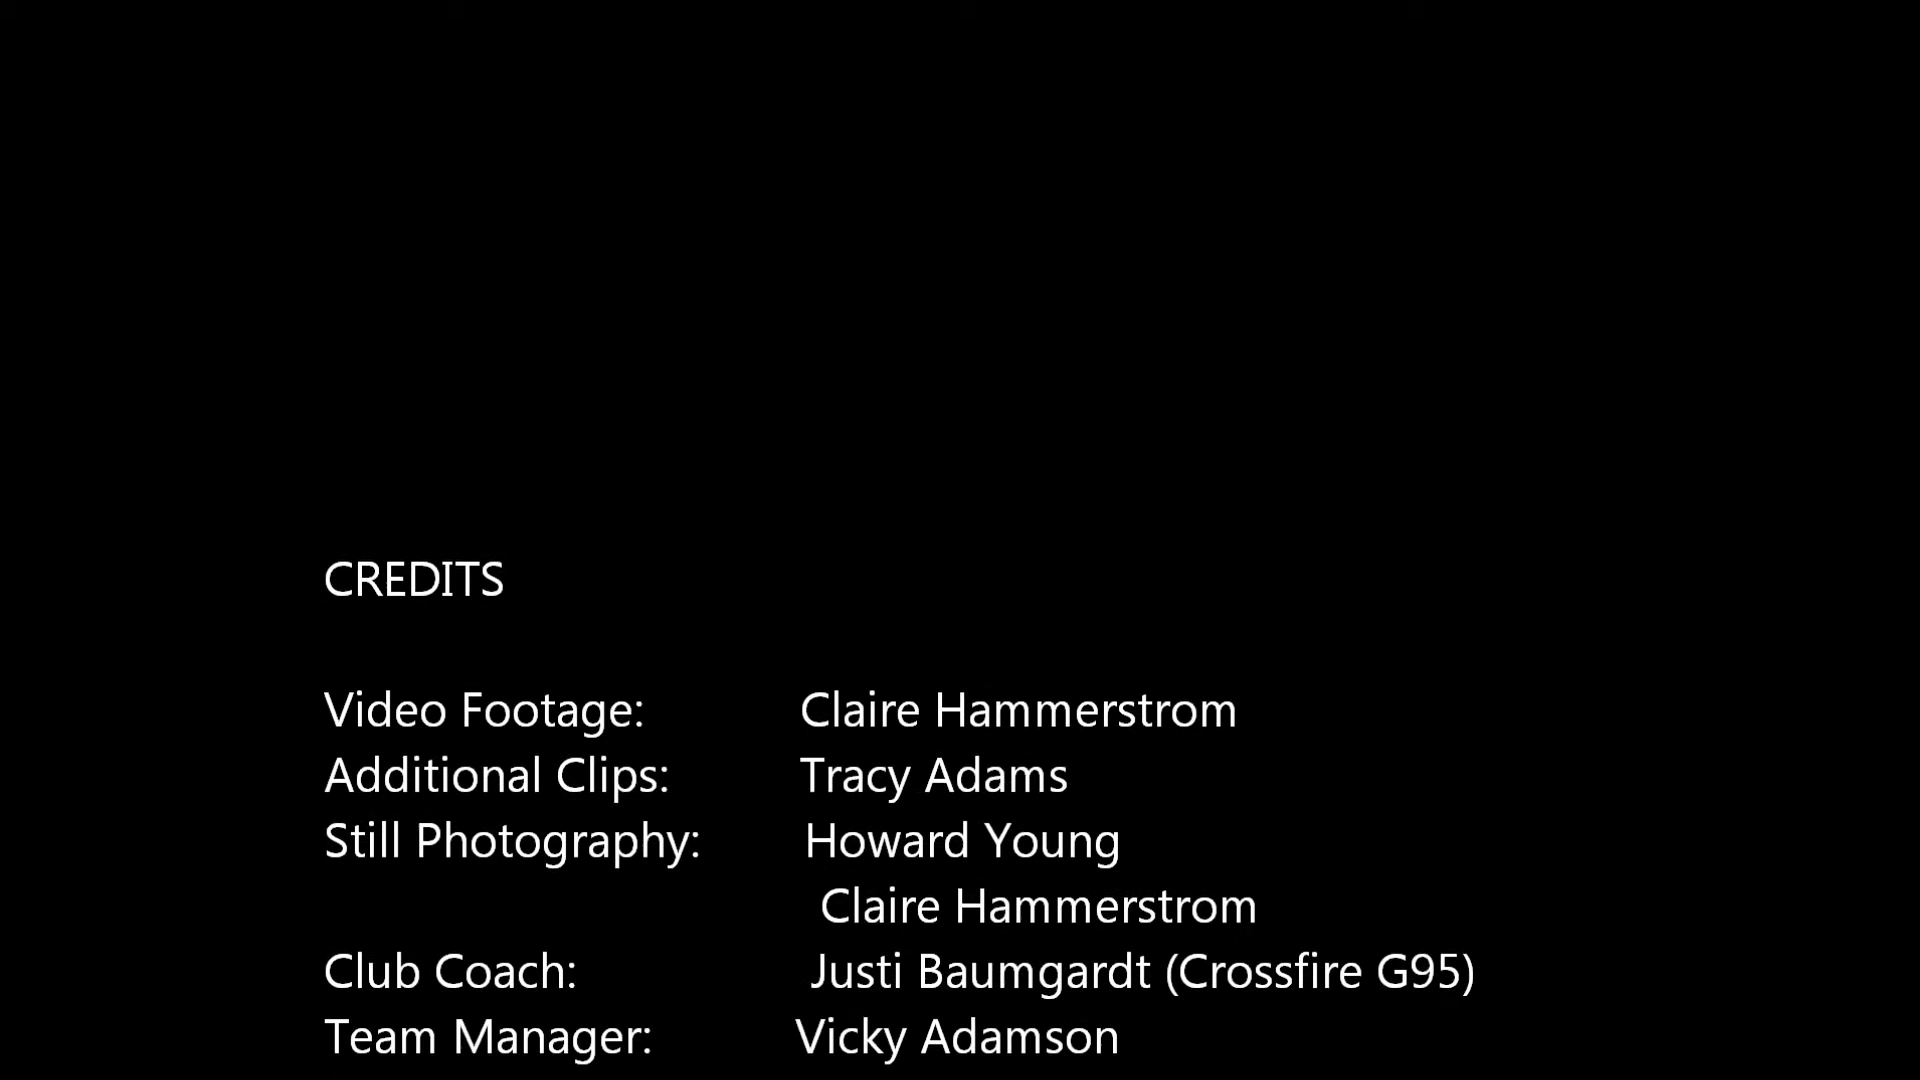 CREDITS
Video Footage: Claire Hammerstrom
Additional Clips: Tracy Adams
Still Photography: Howard Young
Claire Hammerstrom
Club Coach: Justi Baumgardt (Crossfire G95)
Team Manager: Vicky Adamson